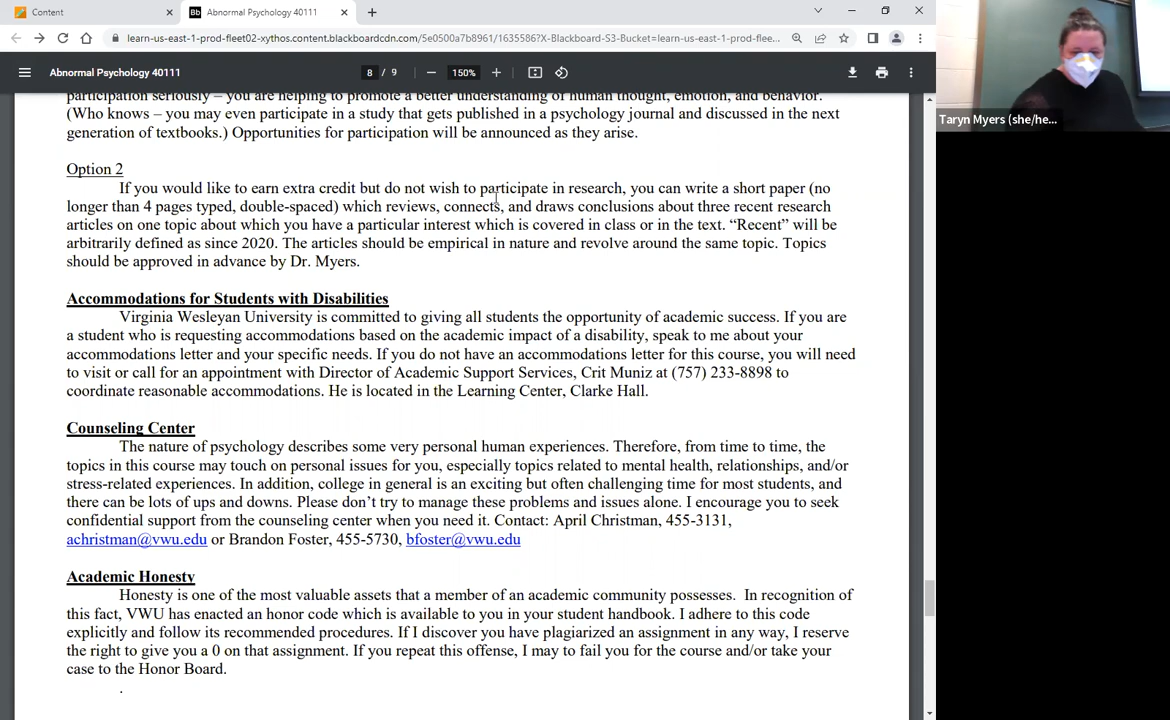 Content
Bb Abnormal Psychology 40111
learn-us-east-1-prod-fleet02-xythos.content.blackboardcdn.com/5e0500a7b8961/1635586?X-Blackboard-S3-Bucket=learn-us-east-1-prod-flee...
Abnormal Psychology 40111
8 / 9
150%
participation seriously – you are helping to promote a better understanding of human thought, emotion, and behavior.
(Who knows – you may even participate in a study that gets published in a psychology journal and discussed in the next
generation of textbooks.) Opportunities for participation will be announced as they arise.
Option 2
If you would like to earn extra credit but do not wish to participate in research, you can write a short paper (no
longer than 4 pages typed, double-spaced) which reviews, connects, and draws conclusions about three recent research
articles on one topic about which you have a particular interest which is covered in class or in the text. “Recent” will be
arbitrarily defined as since 2020. The articles should be empirical in nature and revolve around the same topic. Topics
should be approved in advance by Dr. Myers.
Accommodations for Students with Disabilities
Virginia Wesleyan University is committed to giving all students the opportunity of academic success. If you are
a student who is requesting accommodations based on the academic impact of a disability, speak to me about your
accommodations letter and your specific needs. If you do not have an accommodations letter for this course, you will need
to visit or call for an appointment with Director of Academic Support Services, Crit Muniz at (757) 233-8898 to
coordinate reasonable accommodations. He is located in the Learning Center, Clarke Hall.
Counseling Center
The nature of psychology describes some very personal human experiences. Therefore, from time to time, the
topics in this course may touch on personal issues for you, especially topics related to mental health, relationships, and/or
stress-related experiences. In addition, college in general is an exciting but often challenging time for most students, and
there can be lots of ups and downs. Please don’t try to manage these problems and issues alone. I encourage you to seek
confidential support from the counseling center when you need it. Contact: April Christman, 455-3131,
achristman@vwu.edu or Brandon Foster, 455-5730, bfoster@vwu.edu
Academic Honesty
Honesty is one of the most valuable assets that a member of an academic community possesses.  In recognition of
this fact, VWU has enacted an honor code which is available to you in your student handbook. I adhere to this code
explicitly and follow its recommended procedures. If I discover you have plagiarized an assignment in any way, I reserve
the right to give you a 0 on that assignment. If you repeat this offense, I may to fail you for the course and/or take your
case to the Honor Board.
.
Taryn Myers (she/he...